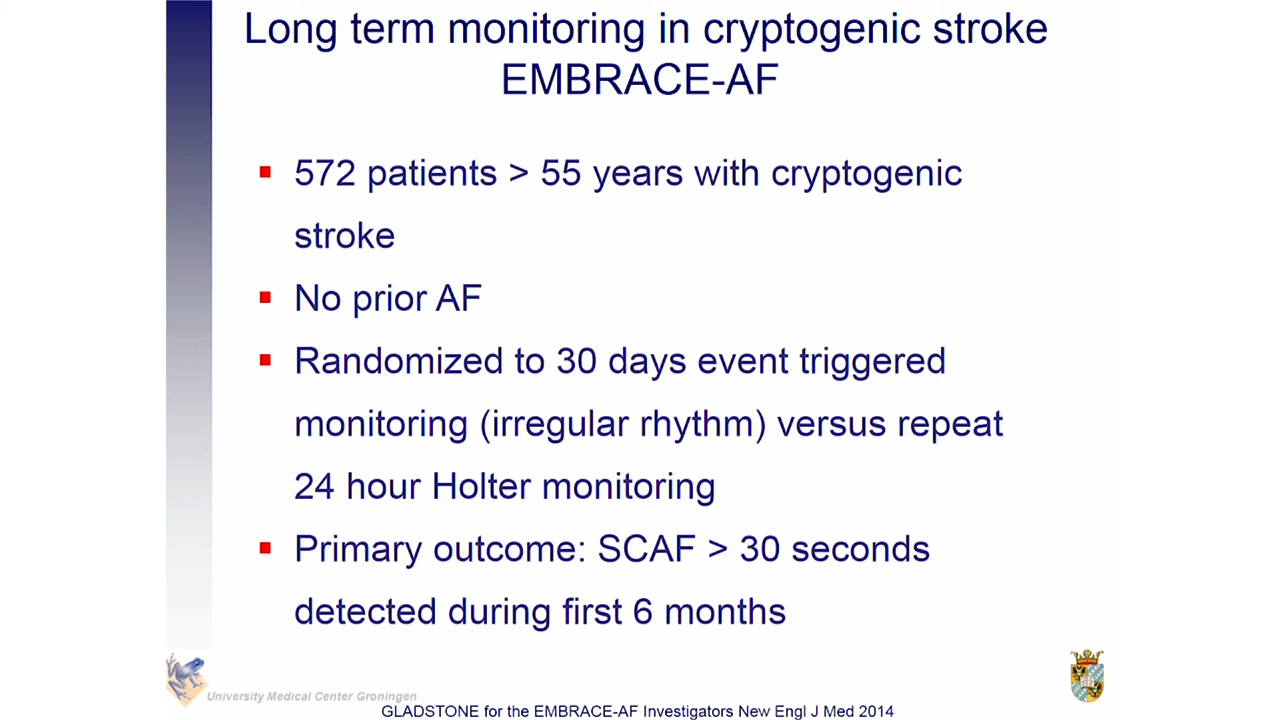 Long term monitoring in cryptogenic stroke
EMBRACE-AF
572 patients > 55 years with cryptogenic
stroke
No prior AF
Randomized to 30 days event triggered
monitoring (irregular rhythm) versus repeat
24 hour Holter monitoring
Primary outcome: SCAF > 30 seconds
detected during first 6 months
University Medical Center Groningen
GLADSTONE for the EMBRACE-AF Investigators New Engl J Med 2014